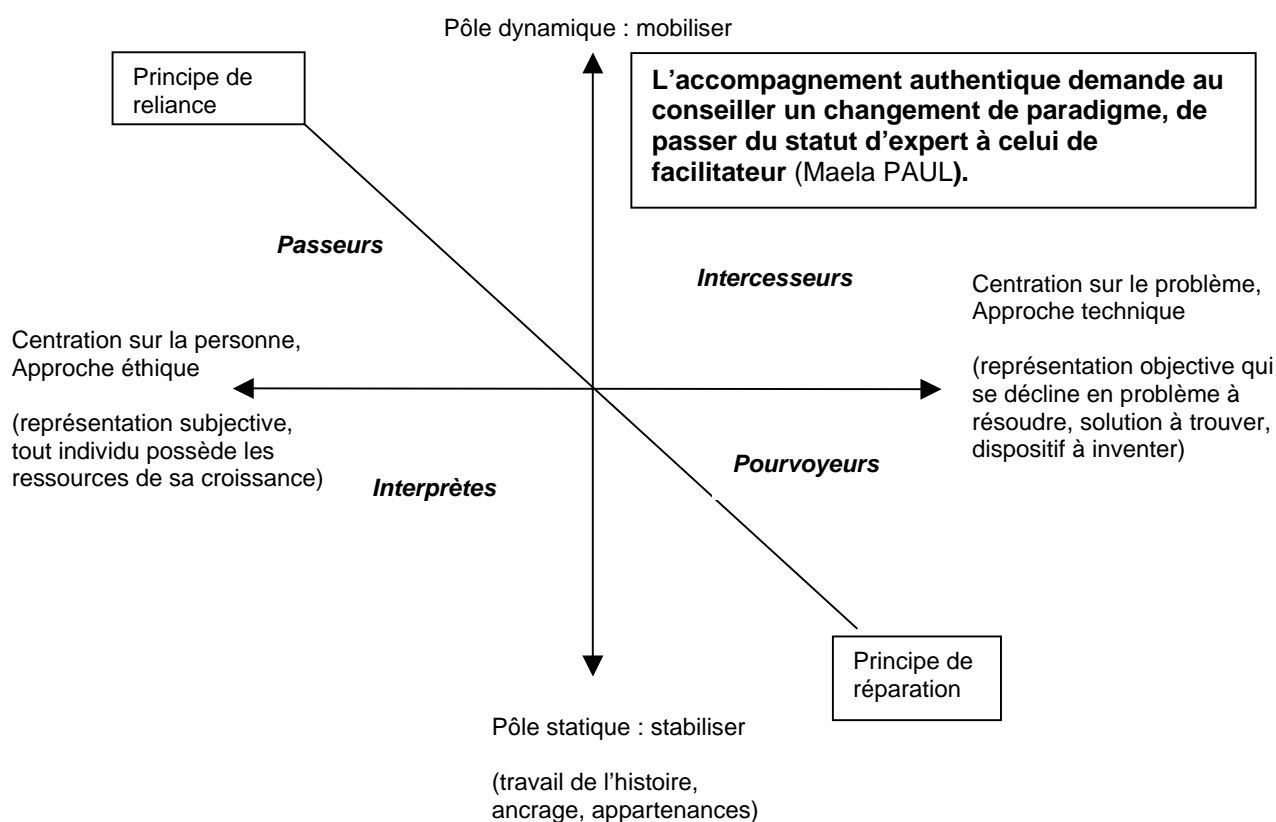 Pôle dynamique : mobiliser
Principe de
reliance
L’accompagnement authentique demande au
conseiller un changement de paradigme, de
passer du statut d’expert à celui de
facilitateur (Maela PAUL).
Passeurs
Intercesseurs
Centration sur la personne,
Approche éthique
(représentation subjective,
tout individu possède les
ressources de sa croissance)
Centration sur le problème,
Approche technique
(représentation objective qui
se décline en problème à
résoudre, solution à trouver,
dispositif à inventer)
Interprètes
Pourvoyeurs
Principe de
réparation
Pôle statique : stabiliser
(travail de l’histoire,
ancrage, appartenances)